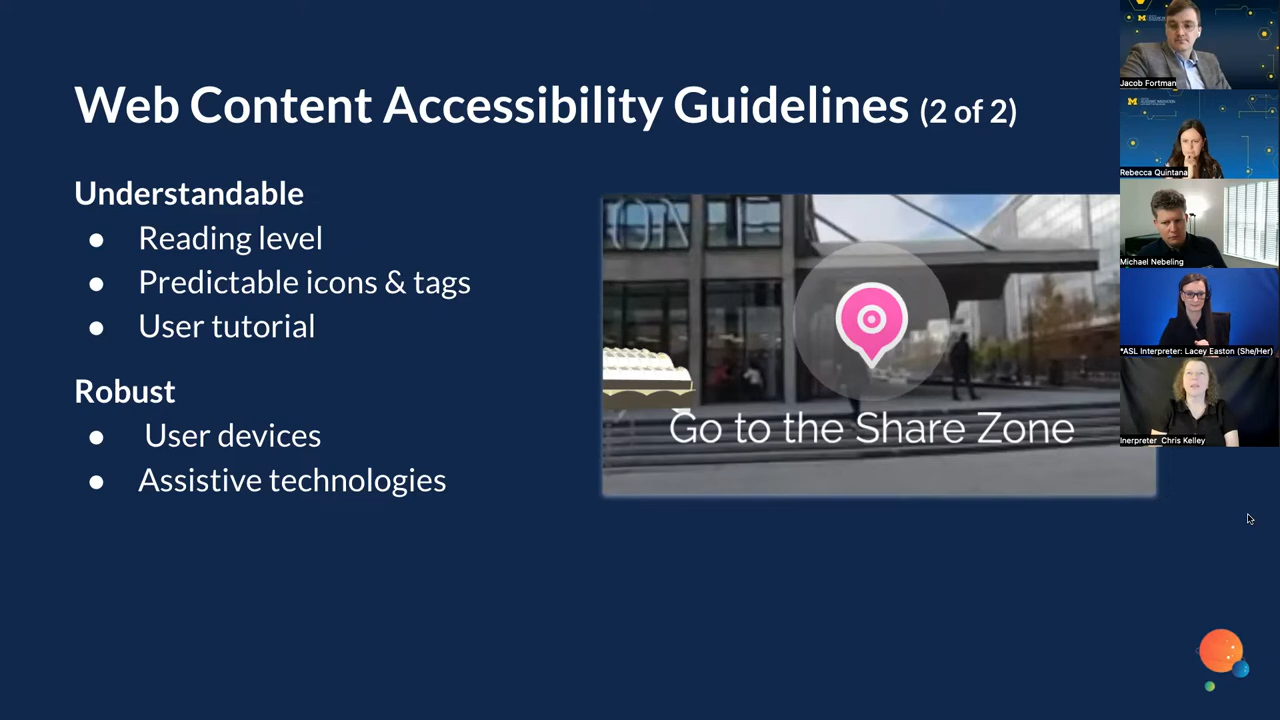 Web Content Accessibility Guidelines (2 of 2)
Understandable
● Reading level
● Predictable icons & tags
● User tutorial
Robust
● User devices
● Assistive technologies
Go to the Share Zone
Jacob Fortman
Rebecca Quintana
Michael Nebeling
*ASL Interpreter: Lacey Easton (She/Her)
Inerpreter Chris Kelley